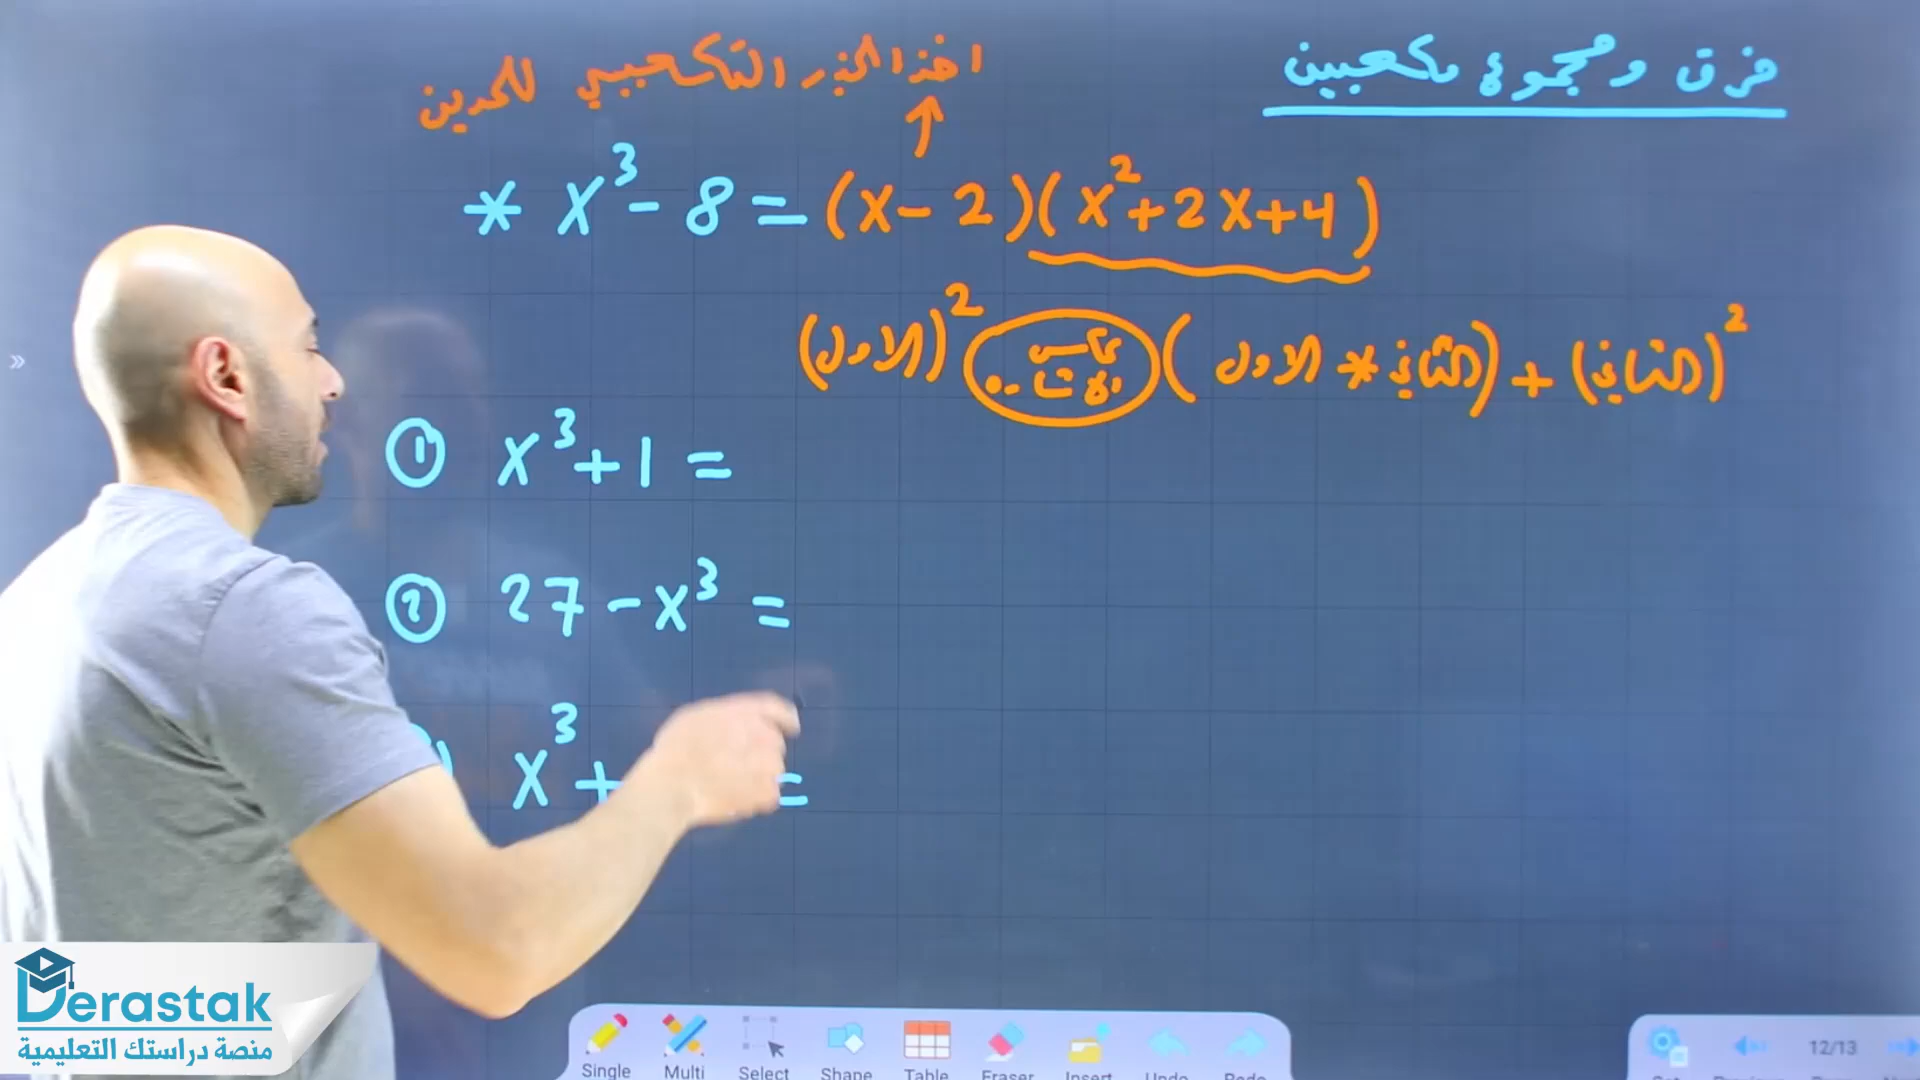 فرق ومجموع مكعبين
اخذ الجذر التكعيبي للحدين
* x³ - 8 = (x - 2)(x² + 2x + 4)
(الاول)² عكس الاشارة (الاول * الثاني) + (الثاني)²
① x³ + 1 =
② 27 - x³ =
x³ + =
Derastak
منصة دراستك التعليمية
Single Multi Select Shape Table Eraser Insert Undo Redo
12/13